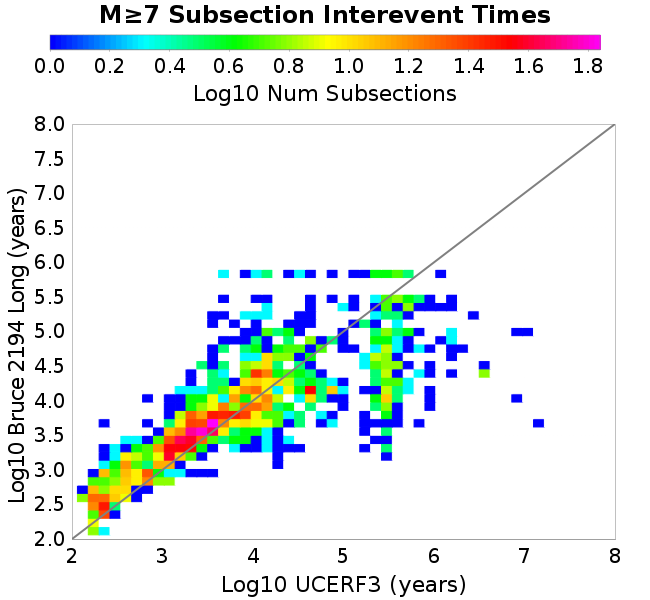 M≥7 Subsection Interevent Times
0.0 0.2 0.4 0.6 0.8 1.0 1.2 1.4 1.6 1.8
Log10 Num Subsections
8.0
7.5
7.0
6.5
6.0
5.5
5.0
4.5
4.0
3.5
3.0
2.5
2.0
Log10 Bruce 2194 Long (years)
2 3 4 5 6 7 8
Log10 UCERF3 (years)